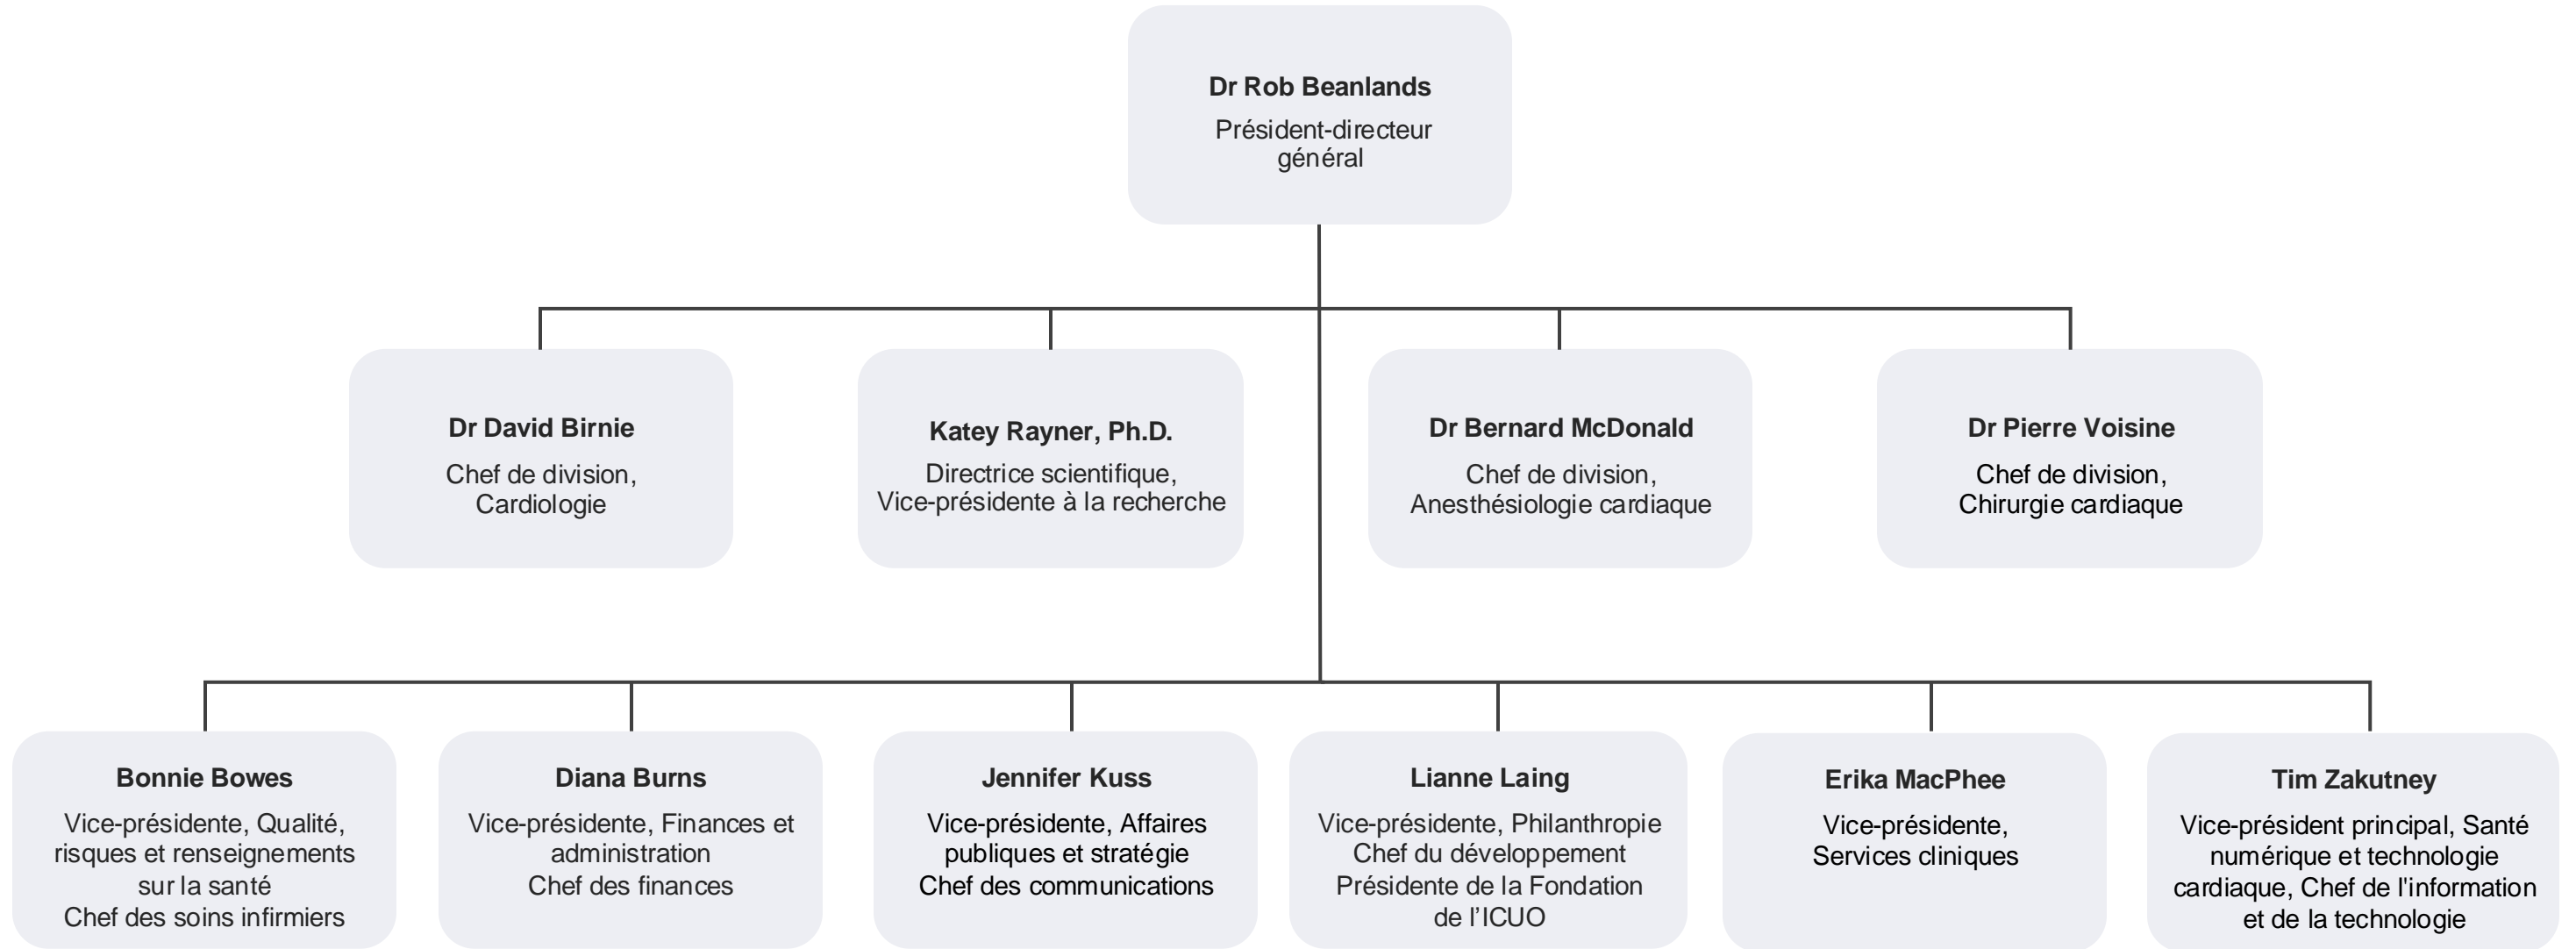 Dr Rob Beanlands
Président-directeur
général
Dr David Birnie
Chef de division,
Cardiologie
Katey Rayner, Ph.D.
Directrice scientifique,
Vice-présidente à la recherche
Dr Bernard McDonald
Chef de division,
Anesthésiologie cardiaque
Dr Pierre Voisine
Chef de division,
Chirurgie cardiaque
Bonnie Bowes
Vice-présidente, Qualité,
risques et renseignements
sur la santé
Chef des soins infirmiers
Diana Burns
Vice-présidente, Finances et
administration
Chef des finances
Jennifer Kuss
Vice-présidente, Affaires
publiques et stratégie
Chef des communications
Lianne Laing
Vice-présidente, Philanthropie
Chef du développement
Présidente de la Fondation
de l’ICUO
Erika MacPhee
Vice-présidente,
Services cliniques
Tim Zakutney
Vice-président principal, Santé
numérique et technologie
cardiaque, Chef de l'information
et de la technologie